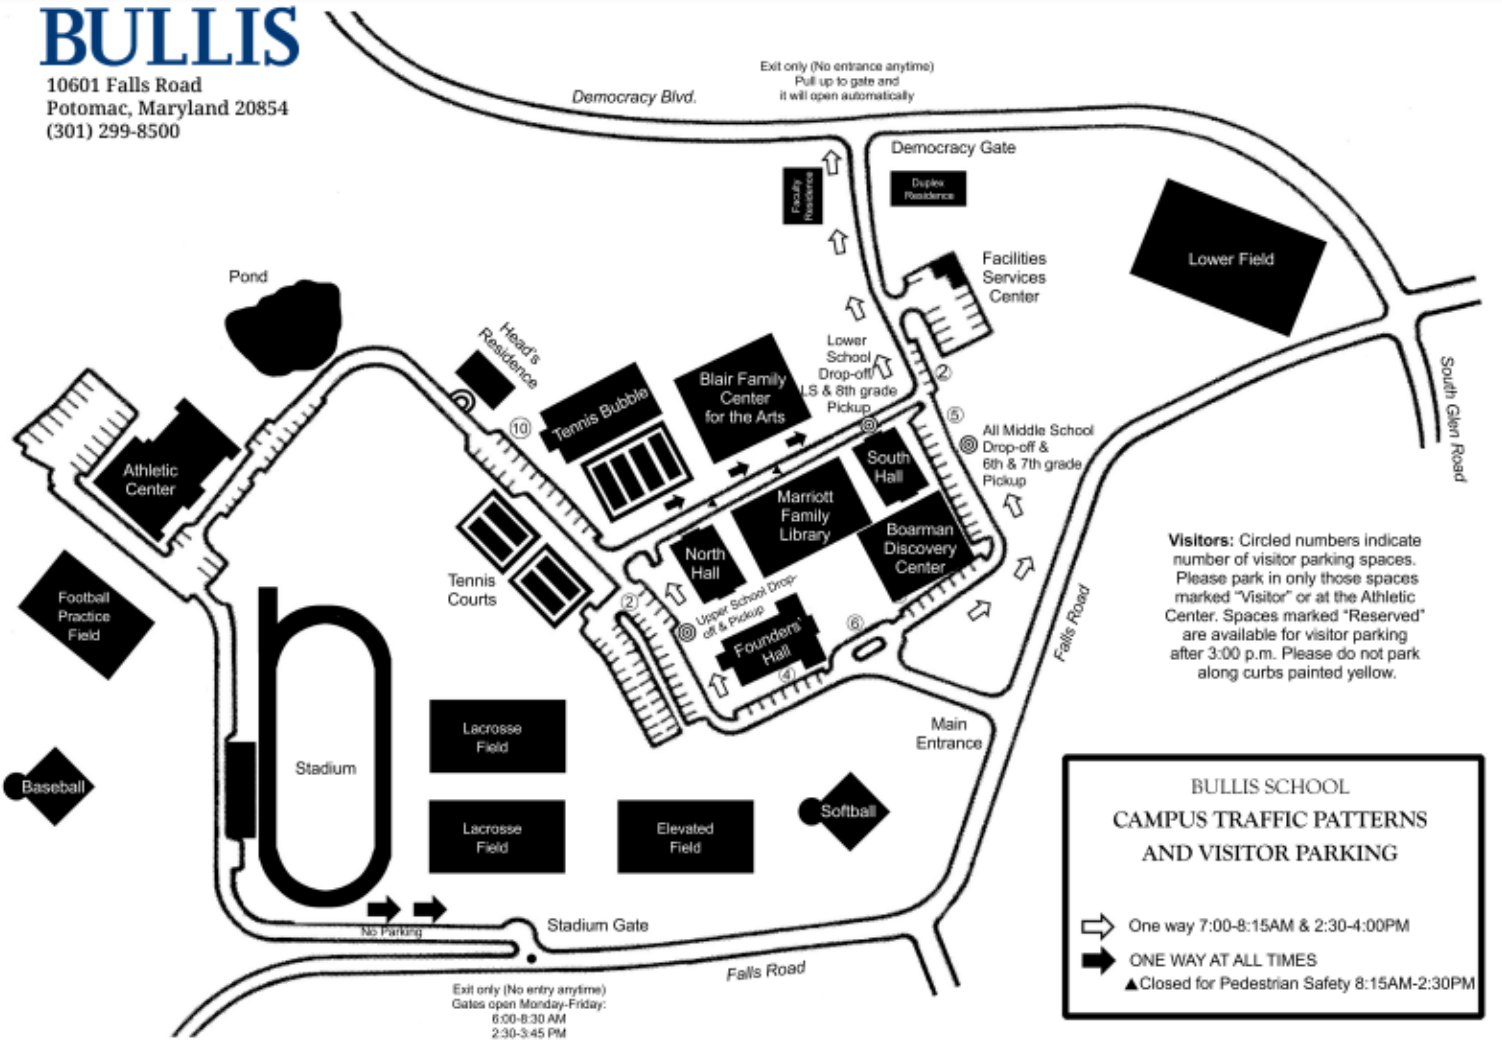 BULLIS
10601 Falls Road
Potomac, Maryland 20854
(301) 299-8500
Exit only (No entrance anytime)
Pull up to gate and
it will open automatically
Democracy Blvd.
Democracy Gate
Faculty
Residence
Duplex
Residence
Lower Field
Facilities
Services
Center
Pond
Head's
Residence
Lower
School
Drop-off/
LS & 8th grade
Pickup
2
Blair Family
Center
for the Arts
Tennis Bubble
10
5
All Middle School
Drop-off &
6th & 7th grade
Pickup
South Glen Road
Athletic
Center
South
Hall
Marriott
Family
Library
Boarman
Discovery
Center
North
Hall
Tennis
Courts
2
Upper School Drop-
off & Pickup
Founders'
Hall
6
4
Falls Road
Visitors: Circled numbers indicate
number of visitor parking spaces.
Please park in only those spaces
marked “Visitor” or at the Athletic
Center. Spaces marked “Reserved”
are available for visitor parking
after 3:00 p.m. Please do not park
along curbs painted yellow.
Football
Practice
Field
Main
Entrance
Lacrosse
Field
Stadium
Baseball
Lacrosse
Field
Elevated
Field
Softball
No Parking
Stadium Gate
Falls Road
Exit only (No entry anytime)
Gates open Monday-Friday:
6:00-8:30 AM
2:30-3:45 PM
BULLIS SCHOOL
CAMPUS TRAFFIC PATTERNS
AND VISITOR PARKING
One way 7:00-8:15AM & 2:30-4:00PM
ONE WAY AT ALL TIMES
▲Closed for Pedestrian Safety 8:15AM-2:30PM